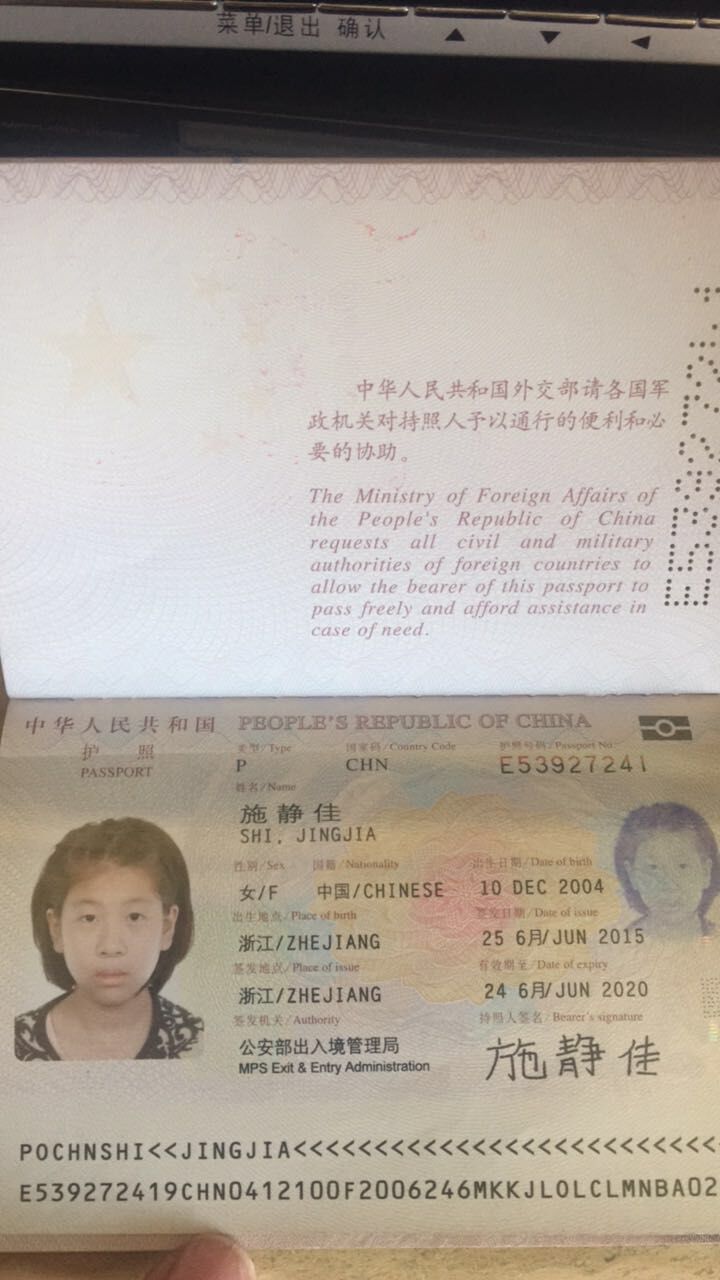 菜单/退出 确认 ▲ ▼ ◀
中华人民共和国外交部请各国军
政机关对持照人予以通行的便利和必
要的协助。
The Ministry of Foreign Affairs of
the People's Republic of China
requests all civil and military
authorities of foreign countries to
allow the bearer of this passport to
pass freely and afford assistance in
case of need.
中华人民共和国 PEOPLE'S REPUBLIC OF CHINA
护照
PASSPORT
类型/Type 国家码/Country Code 护照号码/Passport No
P CHN E53927241
姓名/Name
施静佳
SHI, JINGJIA
性别/Sex 国籍/Nationality 出生日期/Date of birth
女/F 中国/CHINESE 10 DEC 2004
出生地点/Place of birth 签发日期/Date of issue
浙江/ZHEJIANG 25 6月/JUN 2015
签发地点/Place of issue 有效期至/Date of expiry
浙江/ZHEJIANG 24 6月/JUN 2020
签发机关/Authority 持照人签名/Bearer's signature
公安部出入境管理局 施静佳
MPS Exit & Entry Administration
POCHNSHI<<JINGJIA<<<<<<<<<<<<<<<<<<<<<<<<<<
E539272419CHN0412100F2006246MKKJLOLCLMNBA02